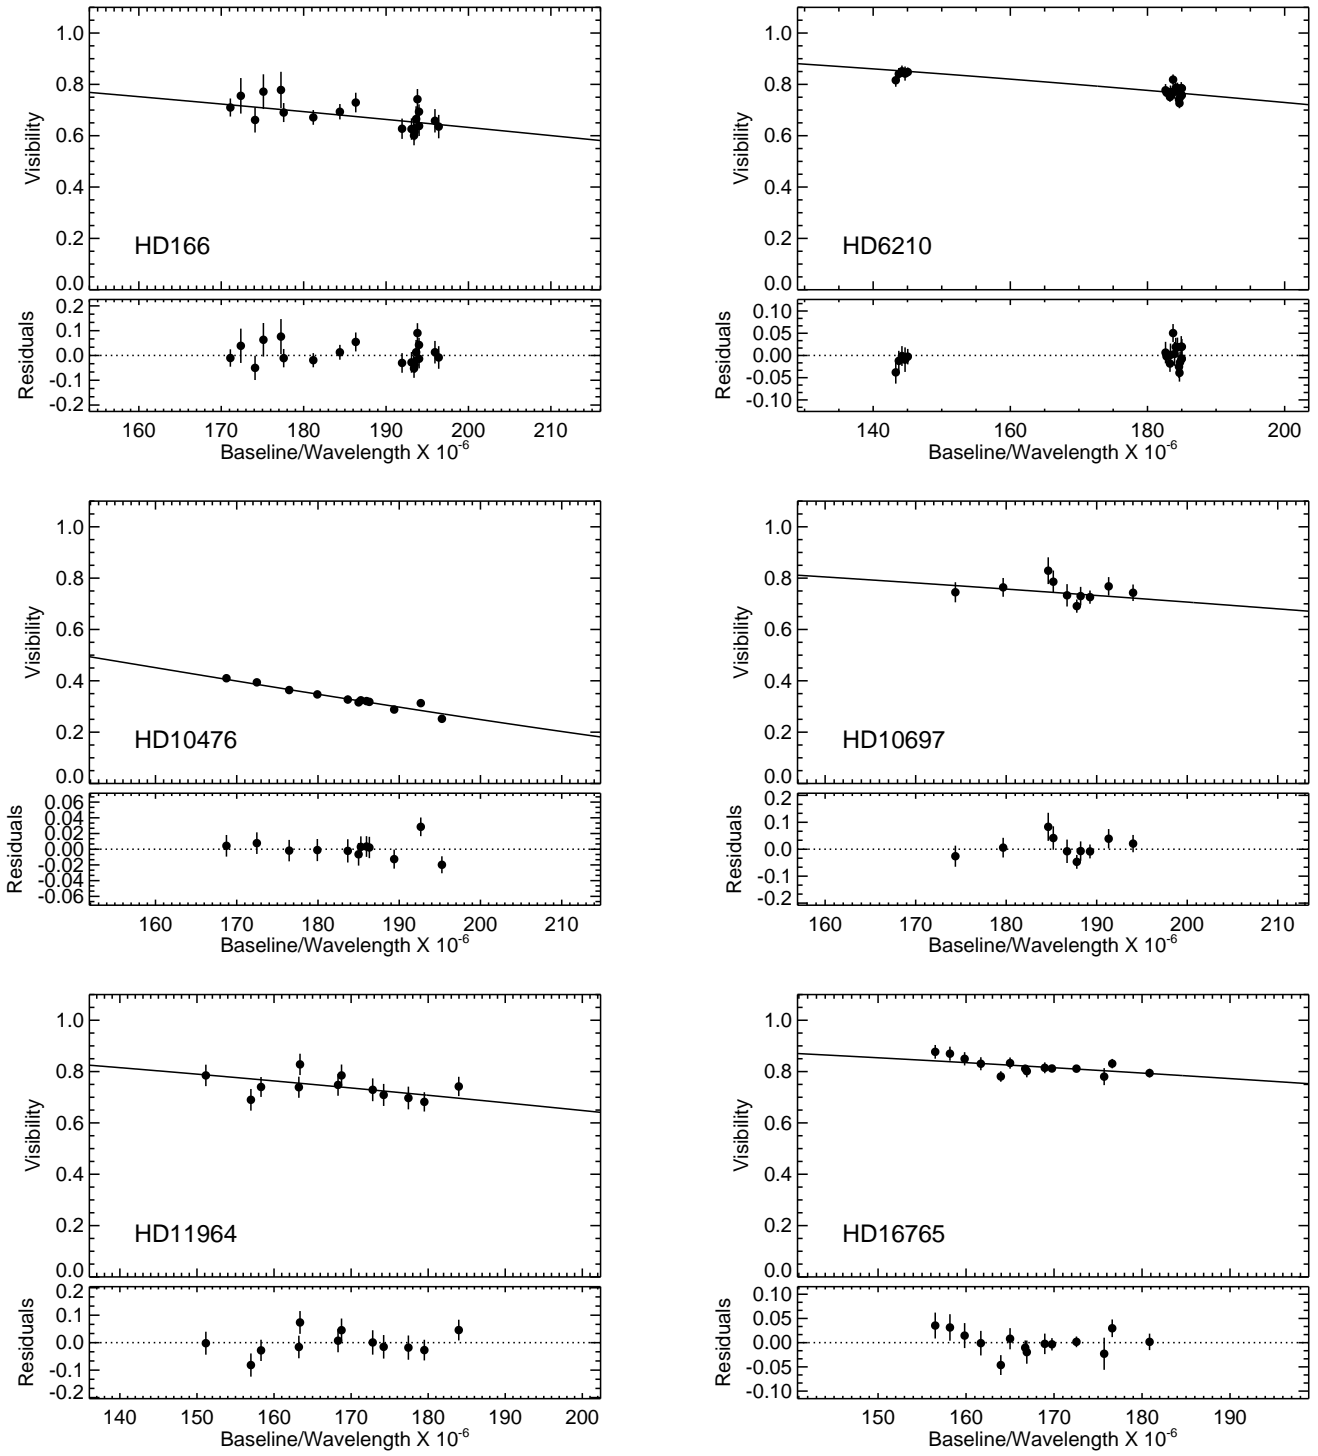 1.0
0.8
0.6
0.4
0.2
0.0
Visibility
HD166
0.2
0.1
0.0
-0.1
-0.2
Residuals
160 170 180 190 200 210
Baseline/Wavelength X 10-6
1.0
0.8
0.6
0.4
0.2
0.0
Visibility
HD6210
0.10
0.05
0.00
-0.05
-0.10
Residuals
140 160 180 200
Baseline/Wavelength X 10-6
1.0
0.8
0.6
0.4
0.2
0.0
Visibility
HD10476
0.06
0.04
0.02
0.00
-0.02
-0.04
-0.06
Residuals
160 170 180 190 200 210
Baseline/Wavelength X 10-6
1.0
0.8
0.6
0.4
0.2
0.0
Visibility
HD10697
0.2
0.1
0.0
-0.1
-0.2
Residuals
160 170 180 190 200 210
Baseline/Wavelength X 10-6
1.0
0.8
0.6
0.4
0.2
0.0
Visibility
HD11964
0.2
0.1
0.0
-0.1
-0.2
Residuals
140 150 160 170 180 190 200
Baseline/Wavelength X 10-6
1.0
0.8
0.6
0.4
0.2
0.0
Visibility
HD16765
0.10
0.05
0.00
-0.05
-0.10
Residuals
150 160 170 180 190
Baseline/Wavelength X 10-6